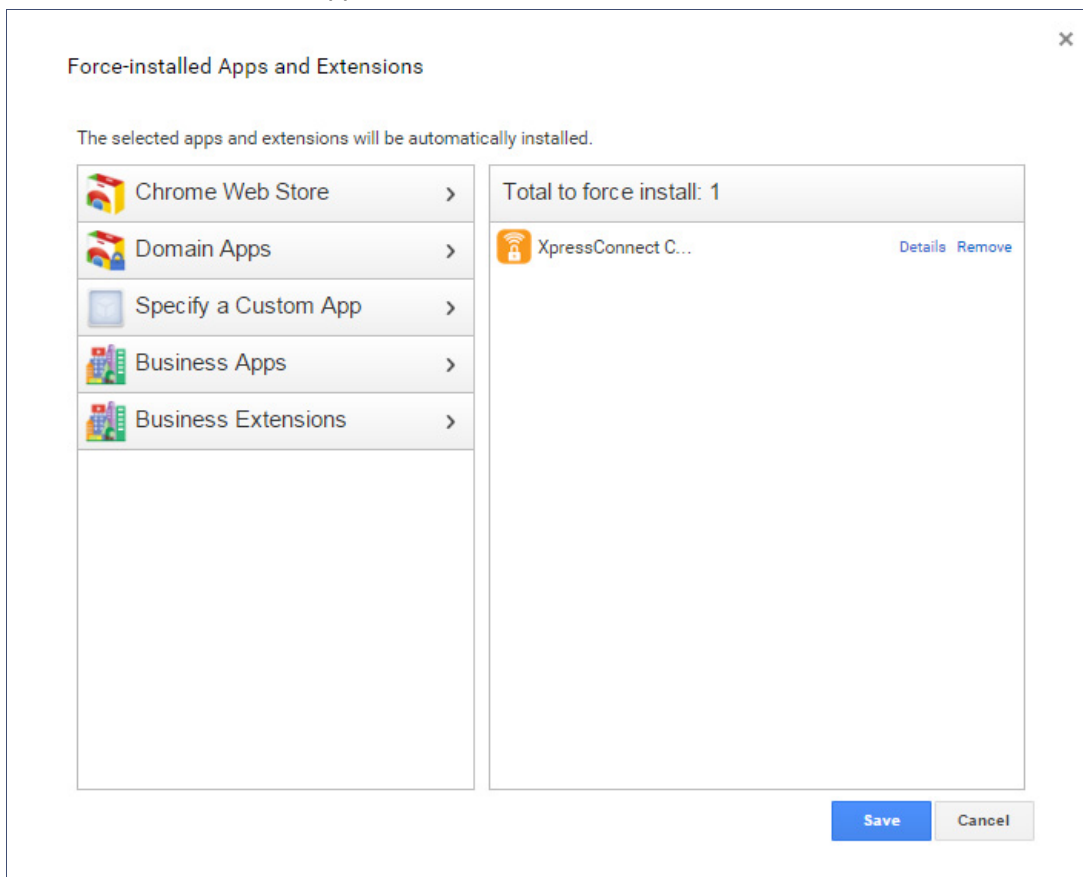 Force-installed Apps and Extensions
The selected apps and extensions will be automatically installed.
Chrome Web Store
Domain Apps
Specify a Custom App
Business Apps
Business Extensions
Total to force install: 1
XpressConnect C... Details Remove
Save Cancel